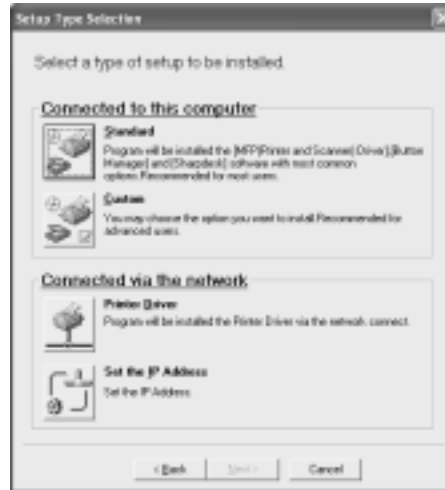 Setup Type Selection
Select a type of setup to be installed.
Connected to this computer
Standard
Program will be installed the [MFP(Printer and Scanner) Driver],[Button
Manager] and [Sharpdesk] software with most common
options.Recommended for most users.
Custom
You may choose the option you want to install.Recommended for
advanced users.
Connected via the network
Printer Driver
Program will be installed the Printer Driver via the network connect.
Set the IP Address
Set the IP Address
< Back
Next >
Cancel